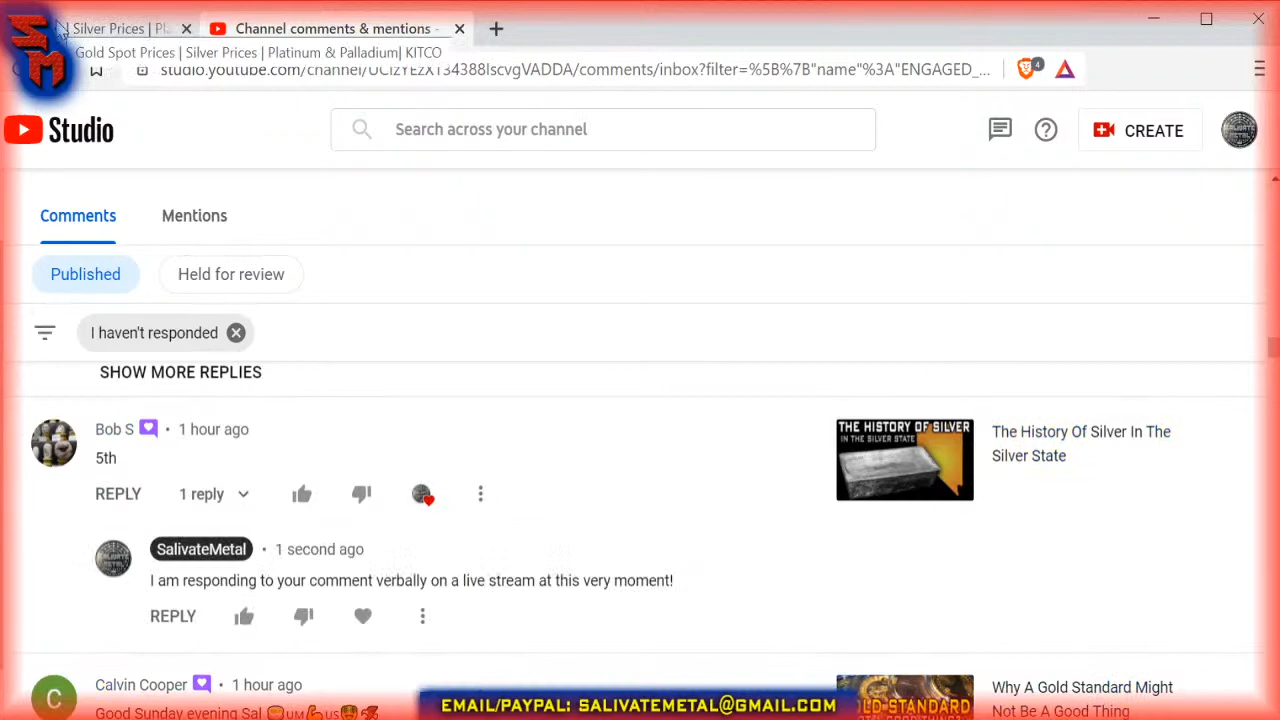 SM
Silver Prices | Pl
Channel comments & mentions -
Gold Spot Prices | Silver Prices | Platinum & Palladium| KITCO
4
Studio
Search across your channel
CREATE
Comments
Mentions
Published
Held for review
I haven't responded
SHOW MORE REPLIES
Bob S • 1 hour ago
5th
REPLY 1 reply
THE HISTORY OF SILVER
IN THE SILVER STATE
The History Of Silver In The
Silver State
SalivateMetal • 1 second ago
I am responding to your comment verbally on a live stream at this very moment!
REPLY
C
Calvin Cooper • 1 hour ago
Good Sunday evening Sal
Why A Gold Standard Might
Not Be A Good Thing
EMAIL/PAYPAL: SALIVATEMETAL@GMAIL.COM